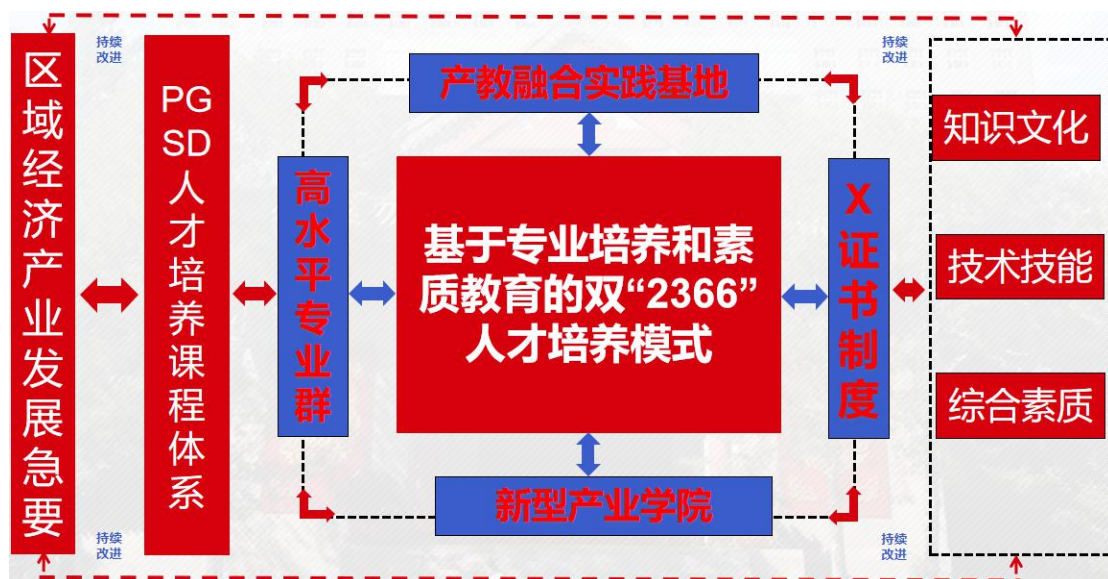 持续
改进
持续
改进
区域经济产业发展急要
PG
SD
人才培养课程体系
产教融合实践基地
高水平专业群
基于专业培养和素
质教育的双“2366”
人才培养模式
X证书制度
新型产业学院
知识文化
技术技能
综合素质
持续
改进
持续
改进